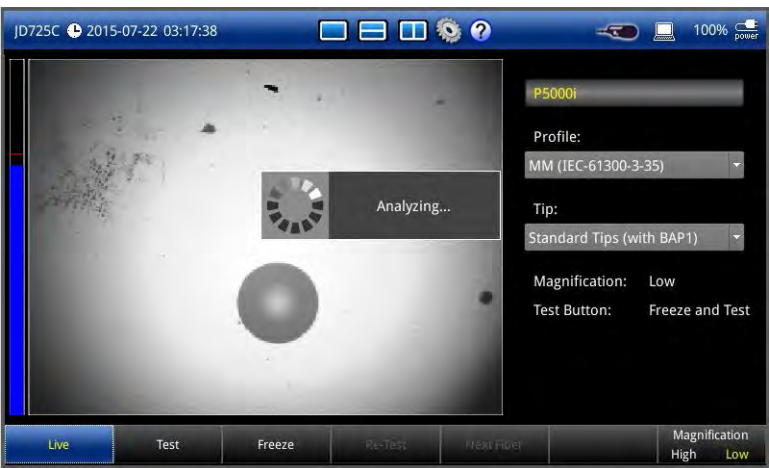 JD725C 2015-07-22 03:17:38 ? 100% power
P5000i
Profile:
MM (IEC-61300-3-35)
Analyzing...
Tip:
Standard Tips (with BAP1)
Magnification: Low
Test Button: Freeze and Test
Live Test Freeze Re-Test Next Fiber
Magnification
High Low